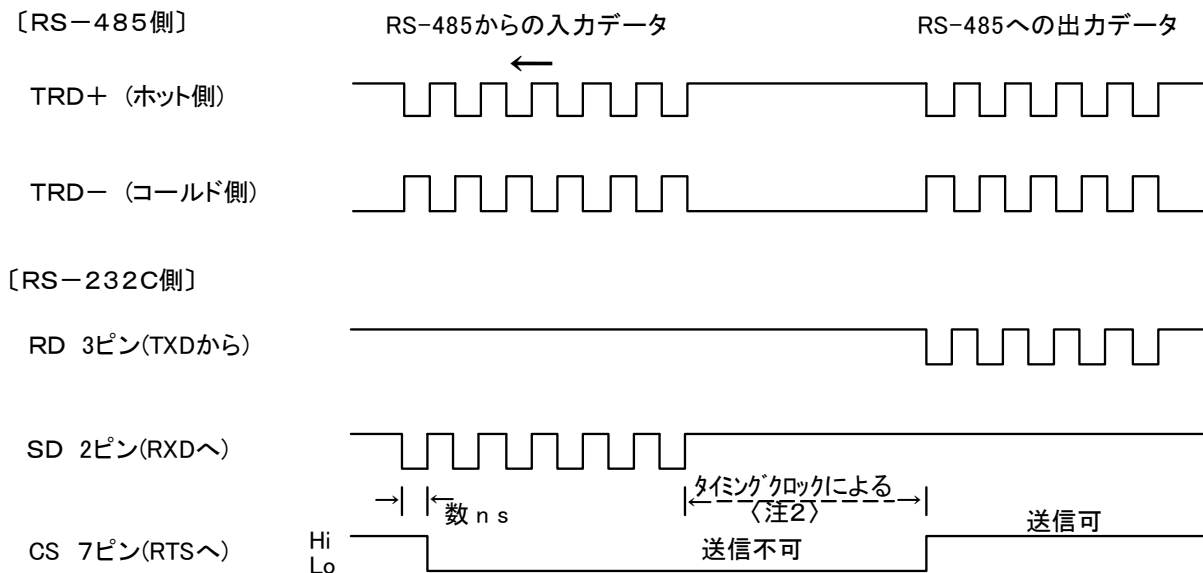 〔RS－485側〕
RS-485からの入力データ
RS-485への出力データ
←
TRD＋ (ホット側)
TRD－ (コールド側)
〔RS－232C側〕
RD 3ピン(TXDから)
SD 2ピン(RXDへ)
→ ← 数ｎｓ
タイミングクロックによる
〈注2〉
送信可
CS 7ピン(RTSへ)
Hi
Lo
送信不可